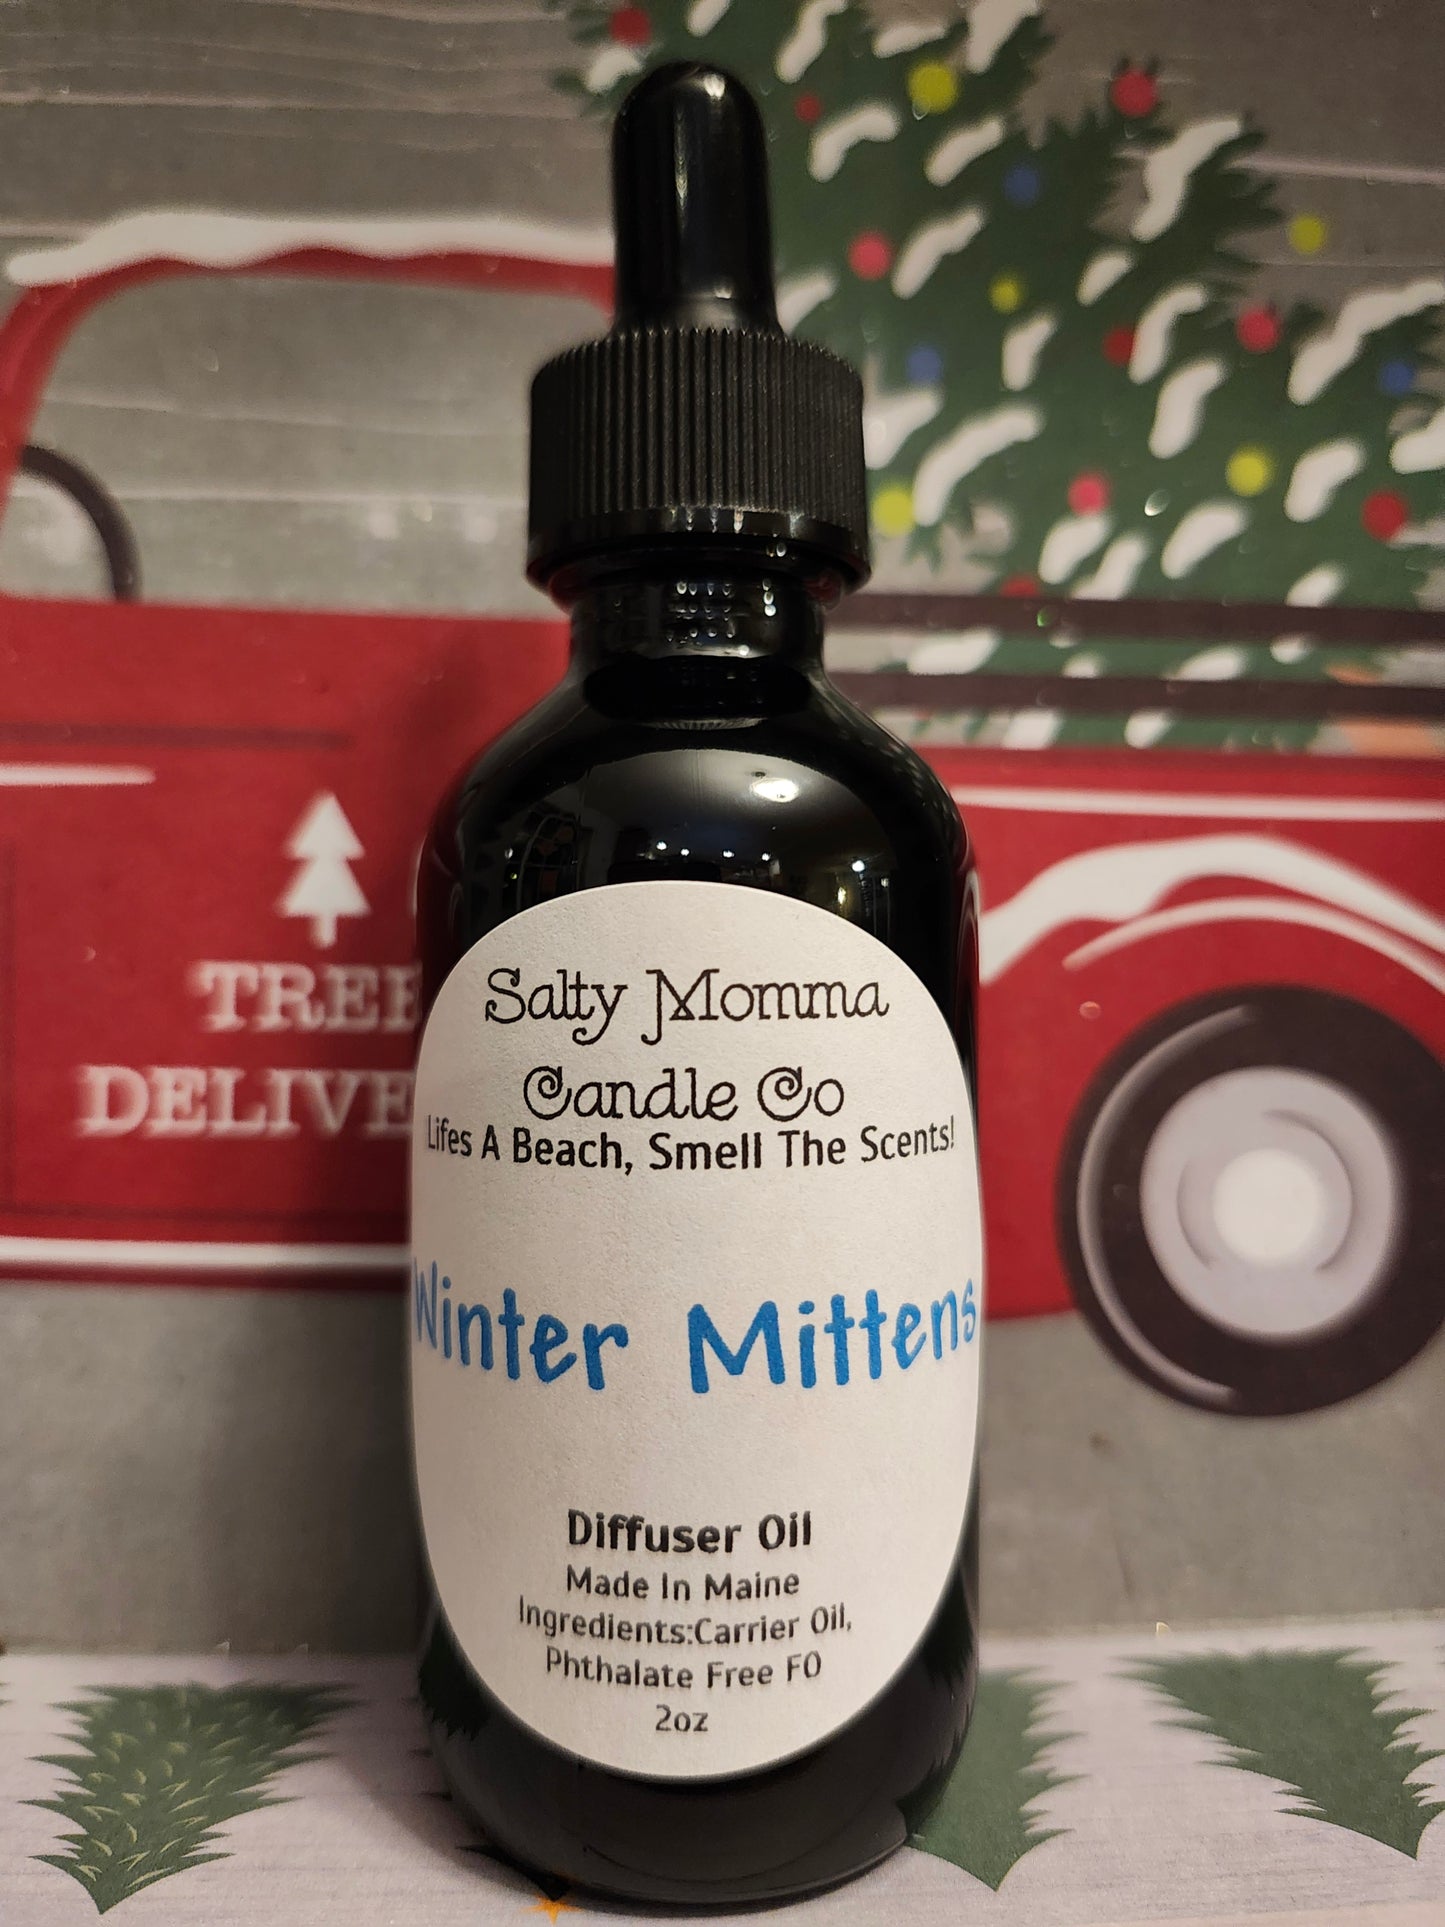 Salty Momma
Candle Co
Lifes A Beach, Smell The Scents!
Winter Mittens
Diffuser Oil
Made In Maine
Ingredients:Carrier Oil,
Phthalate Free FO
2oz
TREE
DELIVE